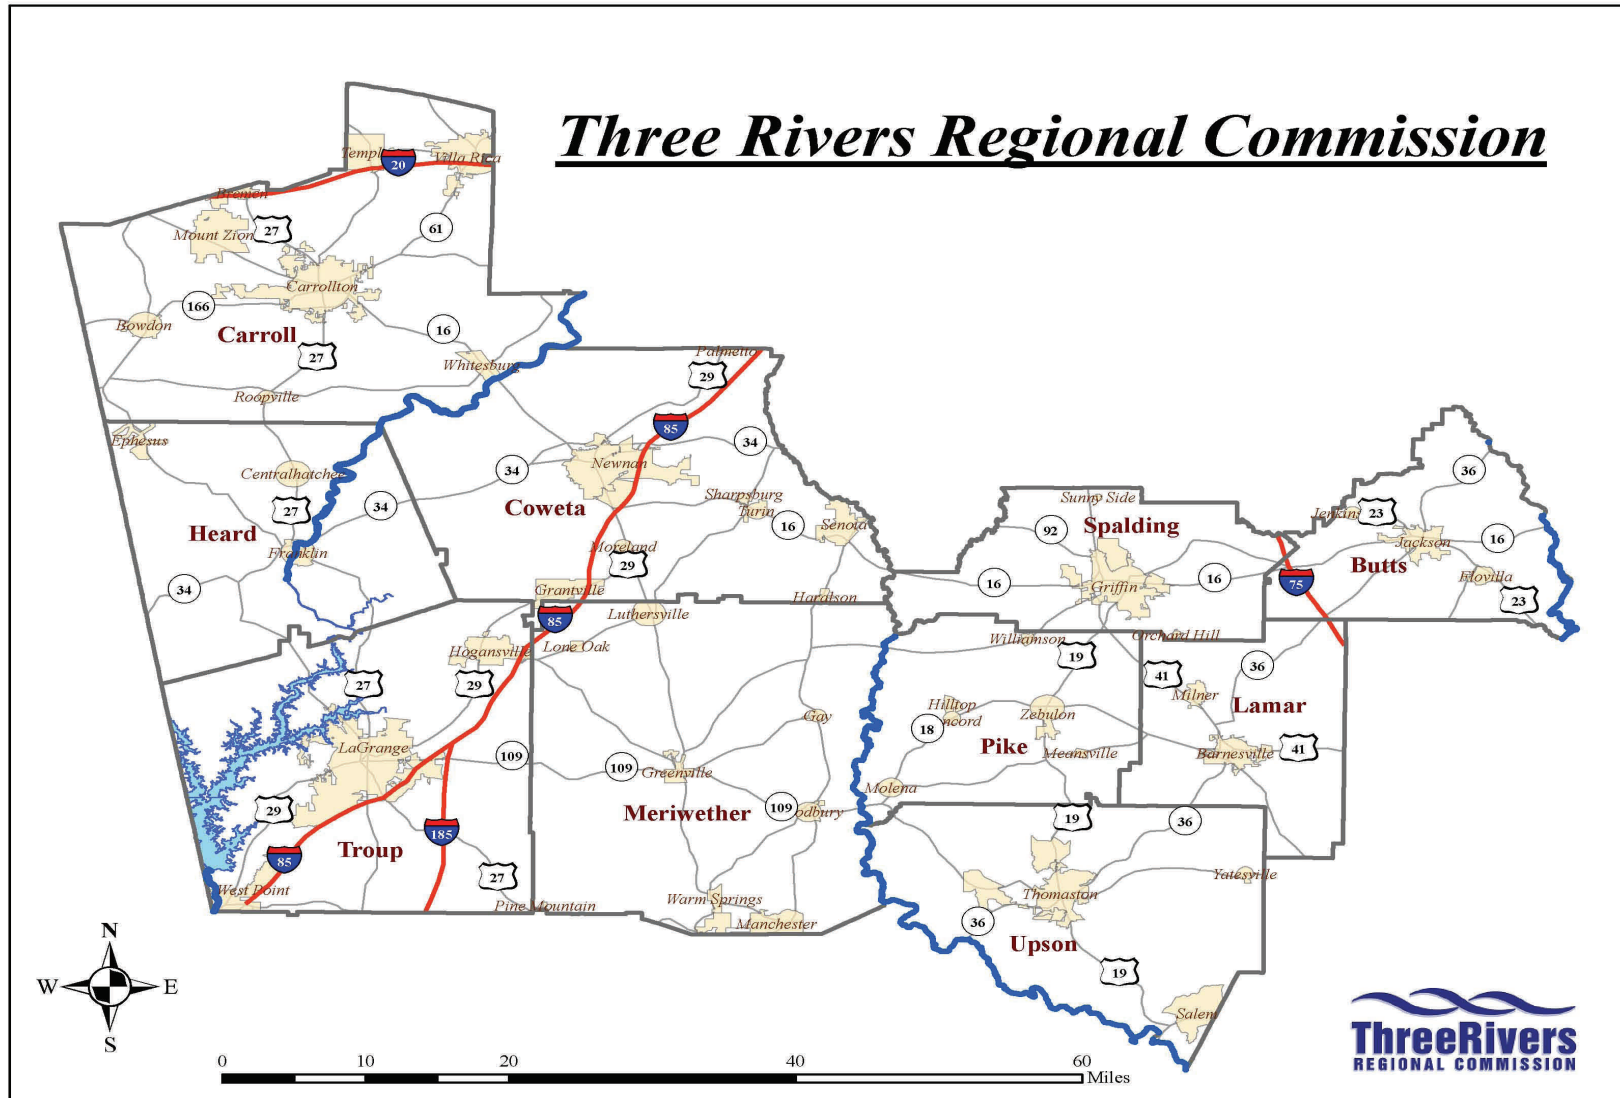 Three Rivers Regional Commission
Temple
20
Villa Rica
Bremen
27
61
Mount Zion
Carrollton
166
Bowdon
Carroll
16
27
Whitesburg
Roopville
Palmetto
29
85
Ephesus
34
Newnan
34
Centralhatchee
Sharpsburg
Turin
27
34
Coweta
16
Senoia
Heard
Franklin
Moreland
29
34
Grantville
Haralson
85
Luthersville
Hogansville
Lone Oak
27
29
LaGrange
109
109
Greenville
Gay
29
Meriwether
109
odbury
185
Troup
85
27
West Point
Pine Mountain
Warm Springs
Manchester
Sunny Side
92
Spalding
16
Griffin
16
36
Jenkins
23
Jackson
16
75
Butts
Flovilla
23
Williamson
Orchard Hill
19
41
36
Milner
Lamar
Hilltop
ncord
18
Zebulon
Pike
Meansville
Barnesville
41
Molena
19
36
Thomaston
Yatesville
36
Upson
19
Salem
N
W
E
S
0
10
20
40
60
Miles
ThreeRivers
REGIONAL COMMISSION